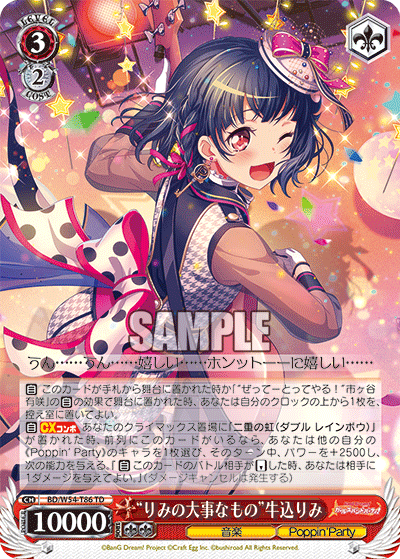 LEVEL
3
2
COST
SAMPLE
うん……うん……嬉しい……ホンットーーに嬉しい……
自 このカードが手札から舞台に置かれた時か「“ぜってーとってやる！”市ヶ谷
有咲」の自の効果で舞台に置かれた時、あなたは自分のクロックの上から1枚を、
控え室に置いてよい。
自 CXコンボ あなたのクライマックス置場に「二重の虹（ダブル レインボウ）」
が置かれた時、前列にこのカードがいるなら、あなたは他の自分の
《Poppin'Party》のキャラを1枚選び、そのターン中、パワーを＋2500し、
次の能力を与える。『自 このカードのバトル相手が【リバース】した時、あなたは相手に
1ダメージを与えてよい。』（ダメージキャンセルは発生する）
CH BD/W54-T86 TD
10000
“りみの大事なもの”牛込りみ
音楽
Poppin'Party
©BanG Dream! Project ©Craft Egg Inc. ©bushiroad All Rights Reserved.